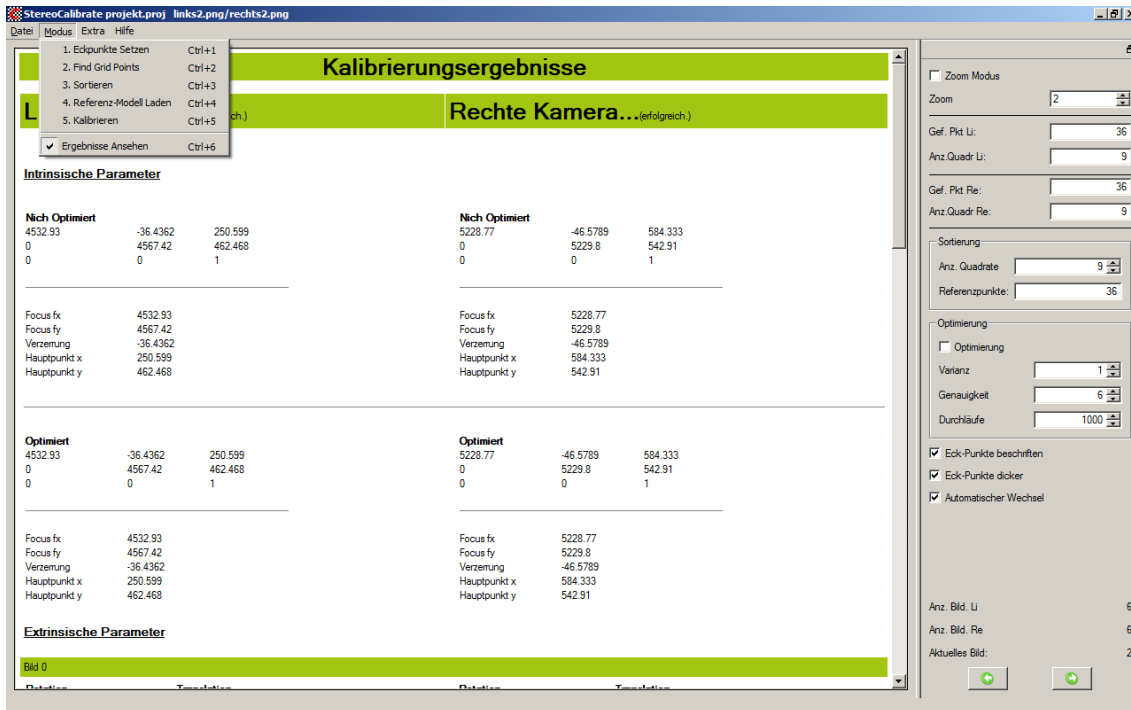 StereoCalibrate projekt.proj links2.png/rechts2.png
Datei Modus Extra Hilfe
1. Eckpunkte Setzen Ctrl+1
2. Find Grid Points Ctrl+2
3. Sortieren Ctrl+3
4. Referenz-Modell Laden Ctrl+4
5. Kalibrieren Ctrl+5
Ergebnisse Ansehen Ctrl+6
Kalibrierungsergebnisse
L ch.)
Rechte Kamera...(erfolgreich.)
Intrinsische Parameter
Nich Optimiert
4532.93 -36.4362 250.599
0 4567.42 462.468
0 0 1
Nich Optimiert
5228.77 -46.5789 584.333
0 5229.8 542.91
0 0 1
Focus fx 4532.93
Focus fy 4567.42
Verzerrung -36.4362
Hauptpunkt x 250.599
Hauptpunkt y 462.468
Focus fx 5228.77
Focus fy 5229.8
Verzerrung -46.5789
Hauptpunkt x 584.333
Hauptpunkt y 542.91
Optimiert
4532.93 -36.4362 250.599
0 4567.42 462.468
0 0 1
Optimiert
5228.77 -46.5789 584.333
0 5229.8 542.91
0 0 1
Focus fx 4532.93
Focus fy 4567.42
Verzerrung -36.4362
Hauptpunkt x 250.599
Hauptpunkt y 462.468
Focus fx 5228.77
Focus fy 5229.8
Verzerrung -46.5789
Hauptpunkt x 584.333
Hauptpunkt y 542.91
Extrinsische Parameter
Bild 0
Rotation Translation
Rotation Translation
Zoom Modus
Zoom 2
Gef. Pkt Li: 36
Anz.Quadr Li: 9
Gef. Pkt Re: 36
Anz.Quadr Re: 9
Sortierung
Anz. Quadrate 9
Referenzpunkte: 36
Optimierung
Optimierung
Varianz 1
Genauigkeit 6
Durchläufe 1000
Eck-Punkte beschriften
Eck-Punkte dicker
Automatischer Wechsel
Anz. Bild. Li 6
Anz. Bild. Re 6
Aktuelles Bild: 2